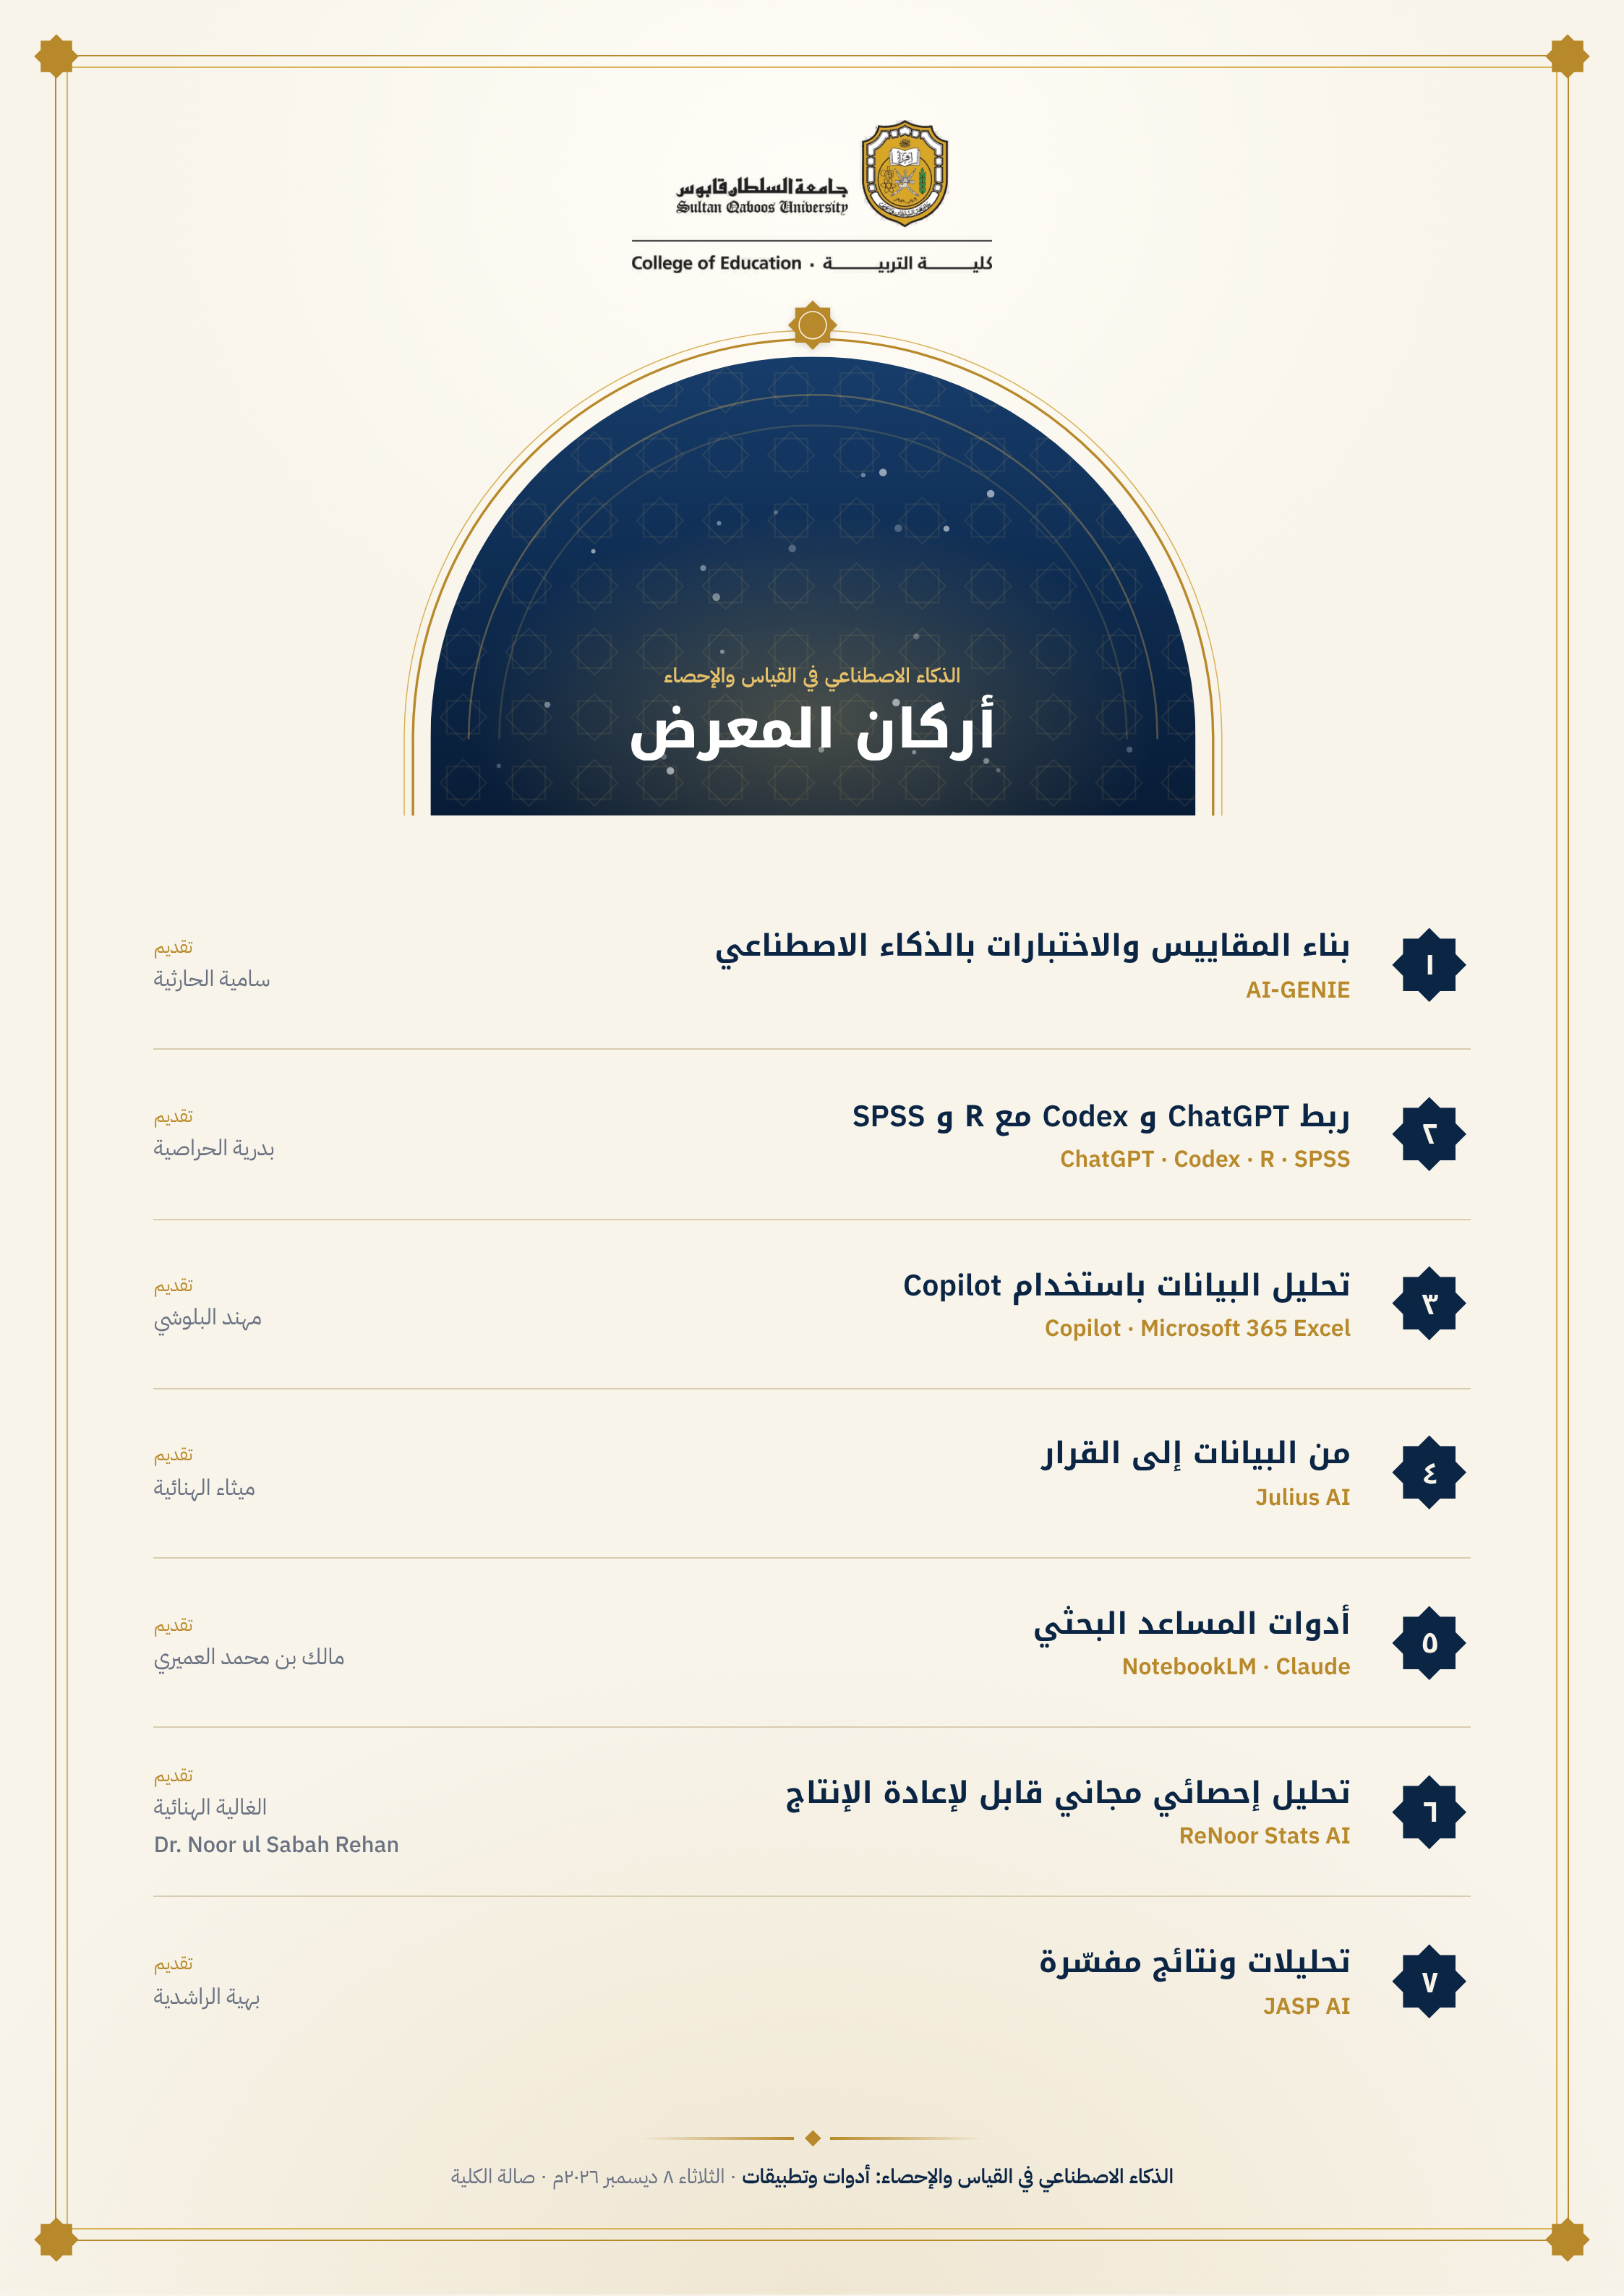 جامعة السلطان قابوس
Sultan Qaboos University
كليــــــة التربيــــــة · College of Education
الذكاء الاصطناعي في القياس والإحصاء
أركان المعرض
١
بناء المقاييس والاختبارات بالذكاء الاصطناعي
AI-GENIE
تقديم
سامية الحارثية
٢
ربط ChatGPT و Codex مع R و SPSS
ChatGPT · Codex · R · SPSS
تقديم
بدرية الحراصية
٣
تحليل البيانات باستخدام Copilot
Copilot · Microsoft 365 Excel
تقديم
مهند البلوشي
٤
من البيانات إلى القرار
Julius AI
تقديم
ميثاء الهنائية
٥
أدوات المساعد البحثي
NotebookLM · Claude
تقديم
مالك بن محمد العميري
٦
تحليل إحصائي مجاني قابل لإعادة الإنتاج
ReNoor Stats AI
تقديم
الغالية الهنائية
Dr. Noor ul Sabah Rehan
٧
تحليلات ونتائج مفسّرة
JASP AI
تقديم
بهية الراشدية
الذكاء الاصطناعي في القياس والإحصاء: أدوات وتطبيقات · الثلاثاء ٨ ديسمبر ٢٠٢٦م · صالة الكلية